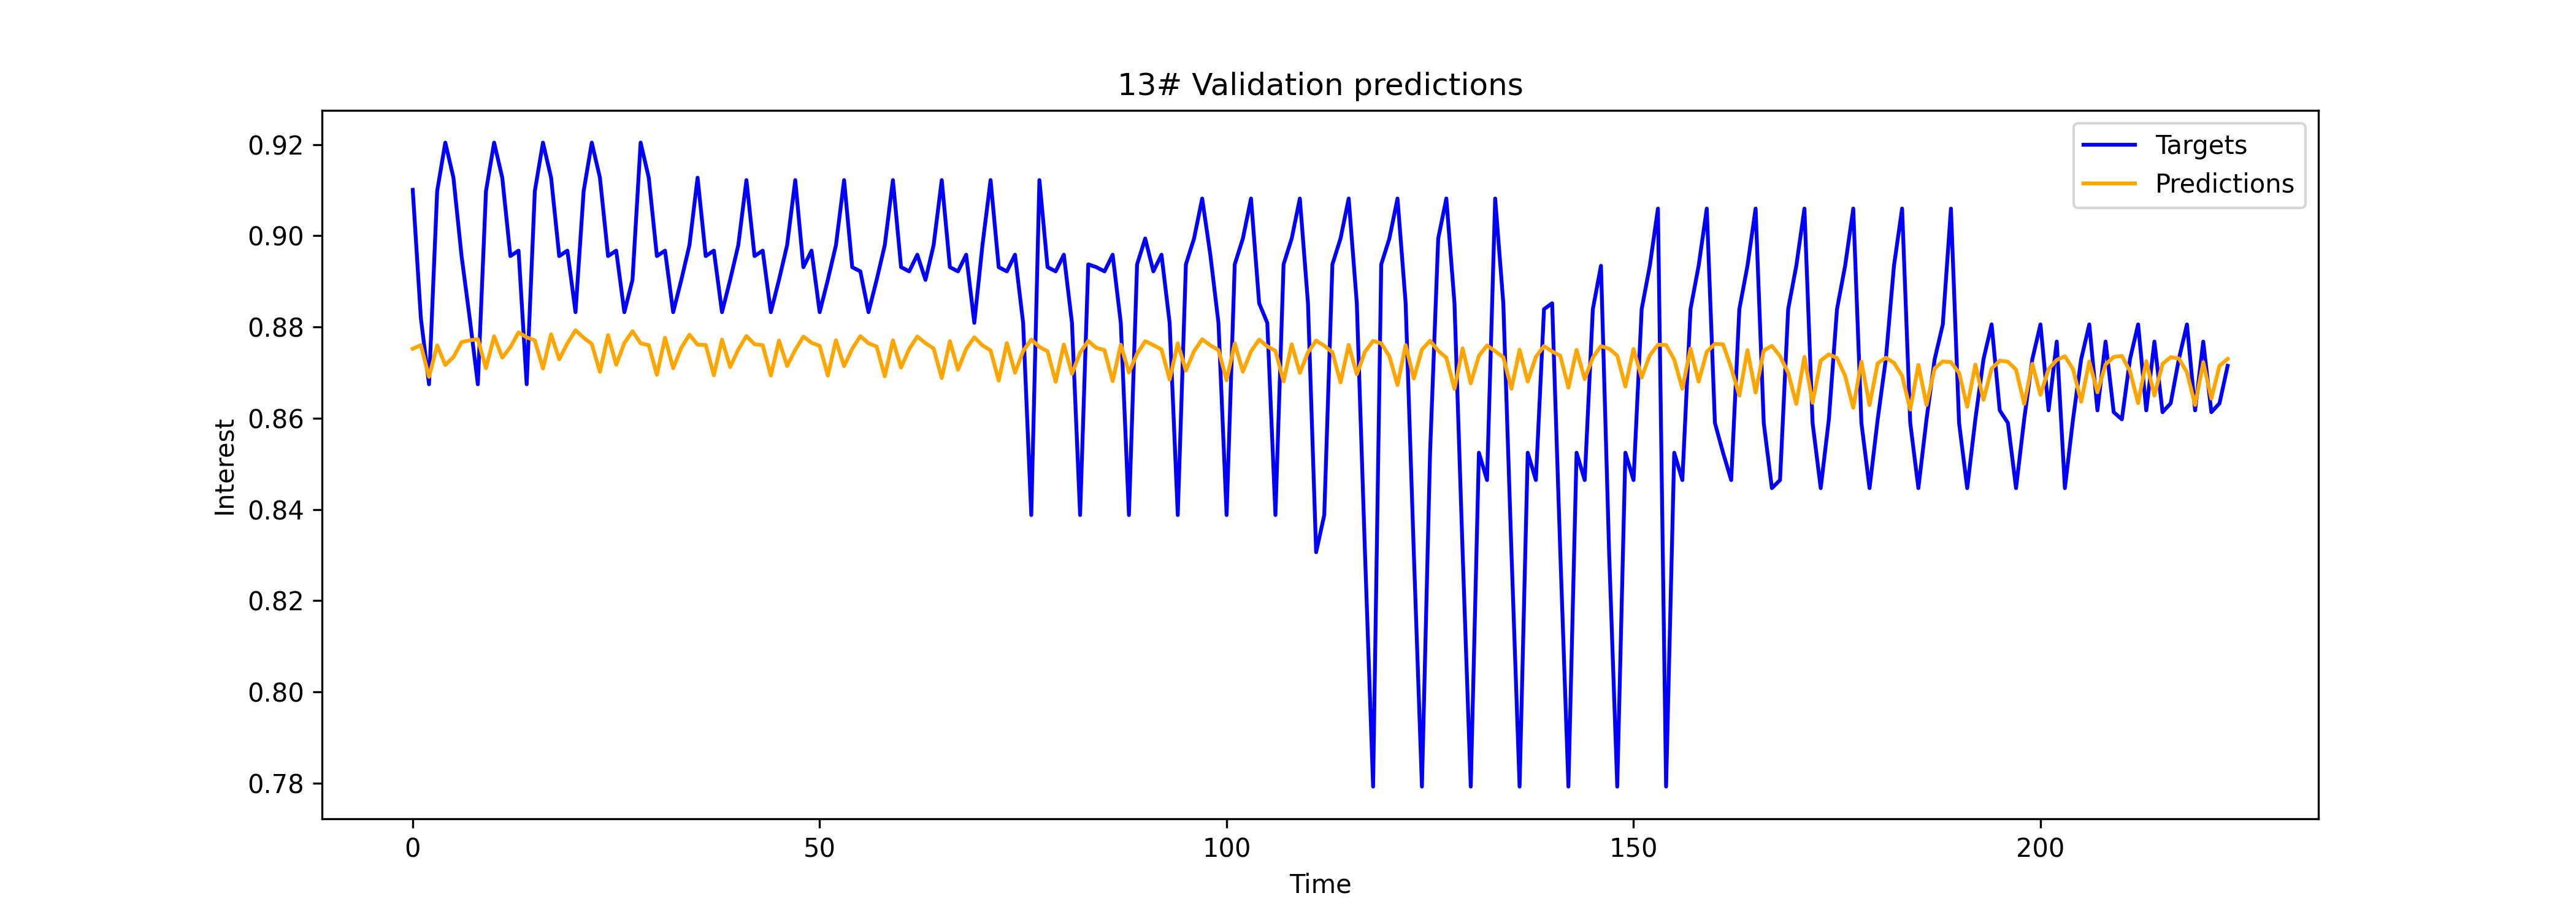 13# Validation predictions
Targets
Predictions
Interest
0.92
0.90
0.88
0.86
0.84
0.82
0.80
0.78
0 50 100 150 200
Time